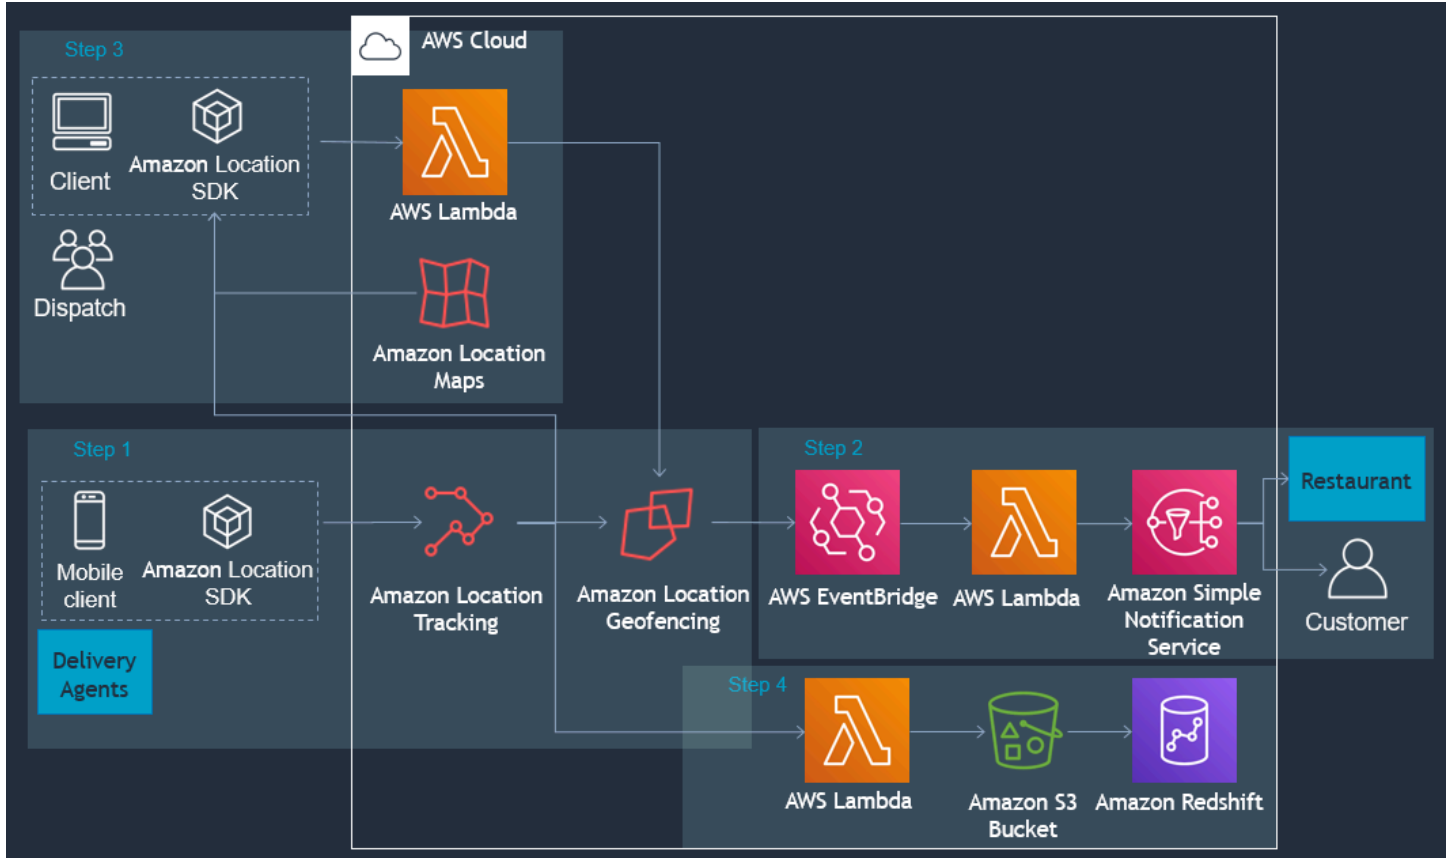 Step 3
AWS Cloud
Client
Amazon Location
SDK
AWS Lambda
Dispatch
Amazon Location
Maps
Step 1
Mobile
client
Amazon Location
SDK
Delivery
Agents
Amazon Location
Tracking
Amazon Location
Geofencing
Step 2
AWS EventBridge
AWS Lambda
Amazon Simple
Notification
Service
Restaurant
Customer
Step 4
AWS Lambda
Amazon S3
Bucket
Amazon Redshift